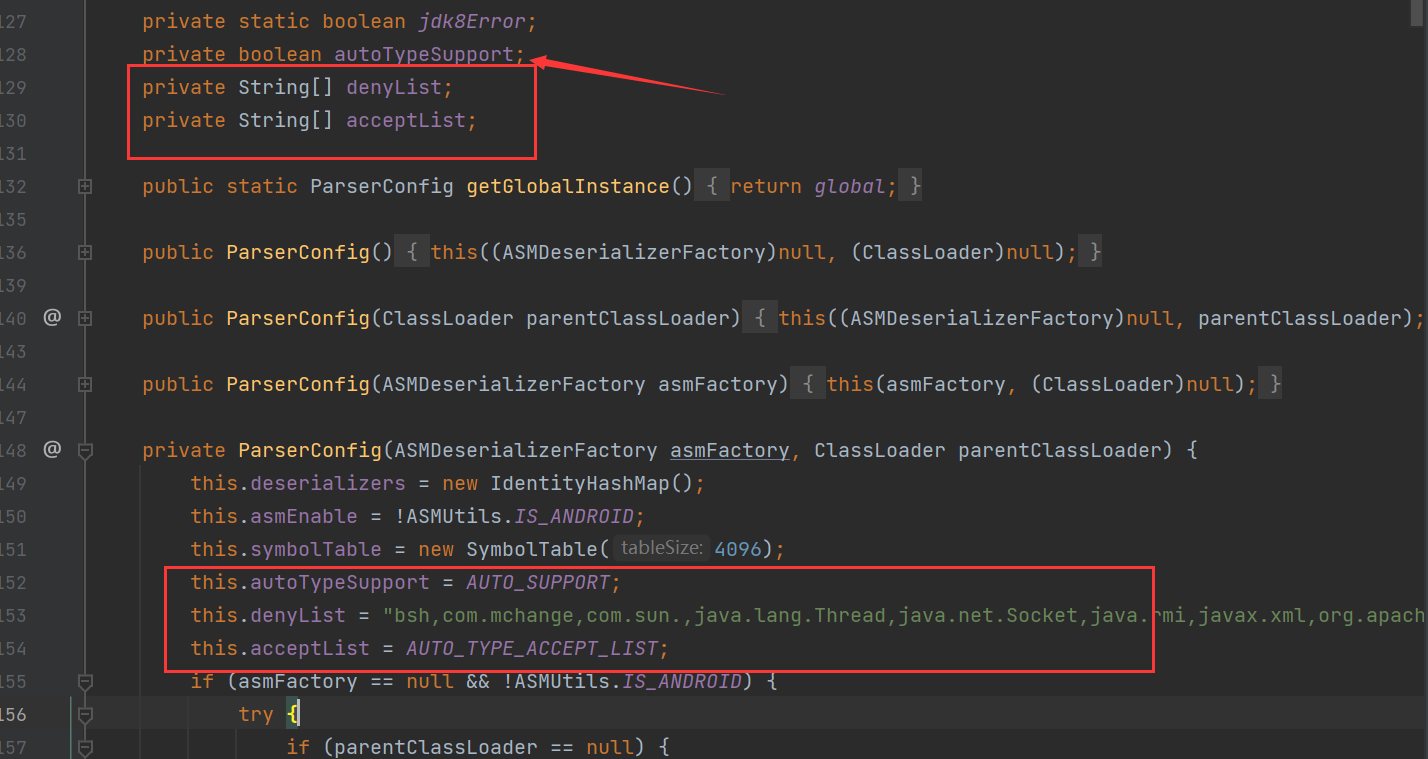 127 private static boolean jdk8Error;
128 private boolean autoTypeSupport;
129 private String[] denyList;
130 private String[] acceptList;
131
132 public static ParserConfig getGlobalInstance() { return global; }
135
136 public ParserConfig() { this((ASMDeserializerFactory)null, (ClassLoader)null); }
139
140 @ public ParserConfig(ClassLoader parentClassLoader) { this((ASMDeserializerFactory)null, parentClassLoader);
143
144 public ParserConfig(ASMDeserializerFactory asmFactory) { this(asmFactory, (ClassLoader)null); }
147
148 @ private ParserConfig(ASMDeserializerFactory asmFactory, ClassLoader parentClassLoader) {
149 this.deserializers = new IdentityHashMap();
150 this.asmEnable = !ASMUtils.IS_ANDROID;
151 this.symbolTable = new SymbolTable( tableSize: 4096);
152 this.autoTypeSupport = AUTO_SUPPORT;
153 this.denyList = "bsh,com.mchange,com.sun.,java.lang.Thread,java.net.Socket,java.rmi,javax.xml,org.apach
154 this.acceptList = AUTO_TYPE_ACCEPT_LIST;
155 if (asmFactory == null && !ASMUtils.IS_ANDROID) {
156 try {
157 if (parentClassLoader == null) {